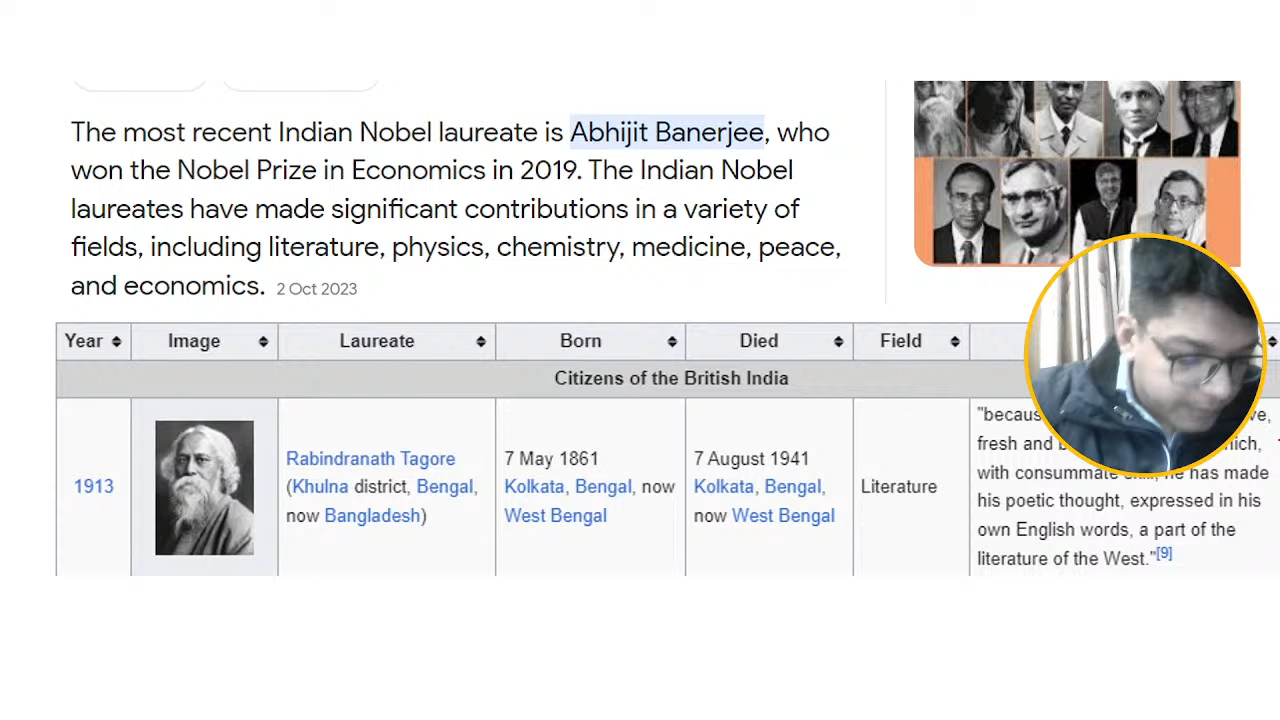 The most recent Indian Nobel laureate is Abhijit Banerjee, who
won the Nobel Prize in Economics in 2019. The Indian Nobel
laureates have made significant contributions in a variety of
fields, including literature, physics, chemistry, medicine, peace,
and economics. 2 Oct 2023
Year Image Laureate Born Died Field
Citizens of the British India
1913
Rabindranath Tagore
(Khulna district, Bengal,
now Bangladesh)
7 May 1861
Kolkata, Bengal, now
West Bengal
7 August 1941
Kolkata, Bengal,
now West Bengal
Literature
fresh and
with consummate he has made
his poetic thought, expressed in his
own English words, a part of the
literature of the West."[9]